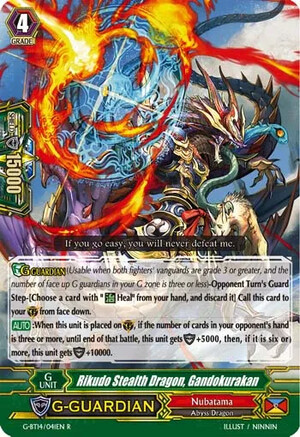 4
GRADE
SHIELD
15000
If you go easy, you will never defeat me.
G GUARDIAN (Usable when both fighters' vanguards are grade 3 or greater, and the
number of face up G guardians in your G zone is three or less)-Opponent Turn's Guard
Step-[Choose a card with "Heal" from your hand, and discard it] Call this card to
your from face down.
AUTO:When this unit is placed on , if the number of cards in your opponent's hand
is three or more, until end of that battle, this unit gets +5000, then, if it is six or
more, this unit gets +10000.
G
UNIT
Rikudo Stealth Dragon, Gandokurakan
G-GUARDIAN
Nubatama
Abyss Dragon
G-BT14/041EN R
ILLUST / NINNIN